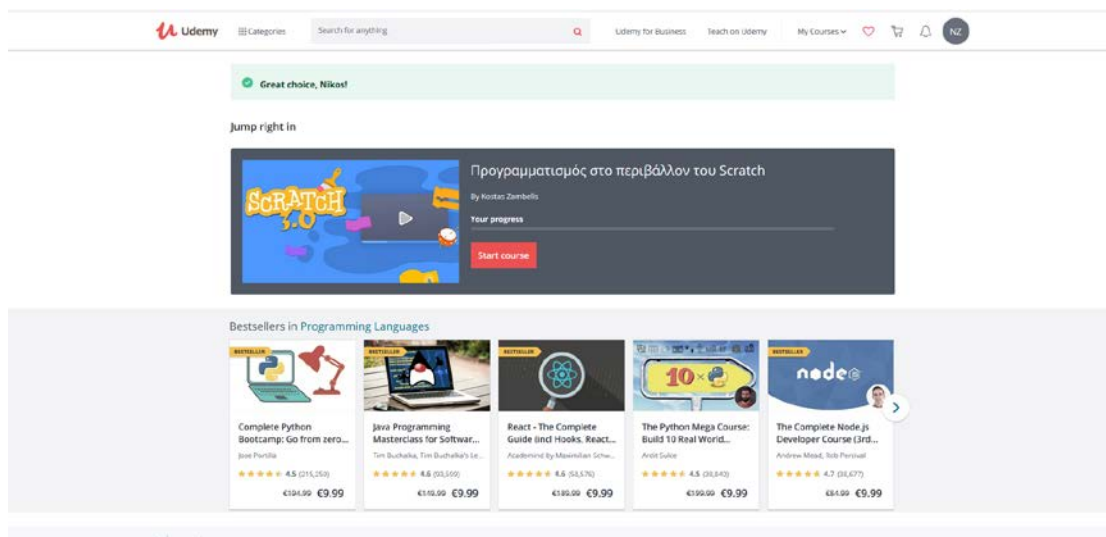 Udemy
Categories
Search for anything
Udemy for Business
Teach on Udemy
My Courses
NZ
Great choice, Nikos!
Jump right in
SCRATCH
3.0
Προγραμματισμός στο περιβάλλον του Scratch
By Kostas Zambelis
Your progress
Start course
Bestsellers in Programming Languages
BESTSELLER
Complete Python
Bootcamp: Go from zero...
Jose Portilla
4.5 (215,259)
€194.99 €9.99
BESTSELLER
Java Programming
Masterclass for Softwar...
Tim Buchalka, Tim Buchalka's Le...
4.6
€149.99 €9.99
BESTSELLER
React - The Complete
Guide (incl Hooks, React...
Academind by Maximilian Schw...
4.6 (58,576)
€9.99
10 ×
The Python Mega Course:
Build 10 Real World...
Ardit Sulce
4.5
€199.99 €9.99
BESTSELLER
node
The Complete Node.js
Developer Course (3rd...
Andrew Mead, Rob Percival
4.7 (38,677)
€9.99